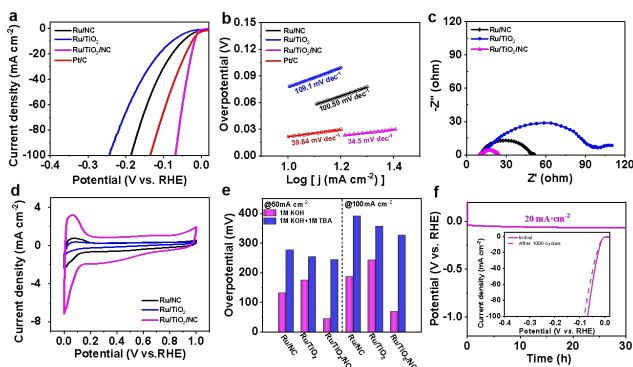 a
Ru/NC
Ru/TiO2
Ru/TiO2/NC
Pt/C
Current density (mA cm-2)
0
-20
-40
-60
-80
-100
-0.4
-0.3
-0.2
-0.1
0.0
Potential (V vs. RHE)
b
Ru/NC
Ru/TiO2
Ru/TiO2/NC
Pt/C
Overpotential (V)
0.15
0.12
0.09
0.06
0.03
0.00
109.1 mV dec-1
100.59 mV dec-1
39.84 mV dec-1
34.5 mV dec-1
1.0
1.2
1.4
1.6
Log [ j (mA cm-2) ]
c
Ru/NC
Ru/TiO2
Ru/TiO2/NC
-Z'' (ohm)
120
90
60
30
0
0
30
60
90
120
Z' (ohm)
d
Ru/NC
Ru/TiO2
Ru/TiO2/NC
Current density (mA cm-2)
4
0
-4
-8
0.0
0.2
0.4
0.6
0.8
1.0
Potential (V vs.RHE)
e
@50mA cm-2
@100mA cm-2
1M KOH
1M KOH+1M TBA
Overpotential (mV)
400
300
200
100
0
Ru/NC
Ru/TiO2
Ru/TiO2/NC
Ru/NC
Ru/TiO2
Ru/TiO2/NC
f
20 mA·cm-2
Potential (V vs. RHE)
0.0
-0.5
-1.0
Initial
After 1000 cycles
Current density (mA cm-2)
0
-20
-40
-60
-80
-100
-0.4
-0.3
-0.2
-0.1
0.0
Potential (V vs. RHE)
0
10
20
30
Time (h)